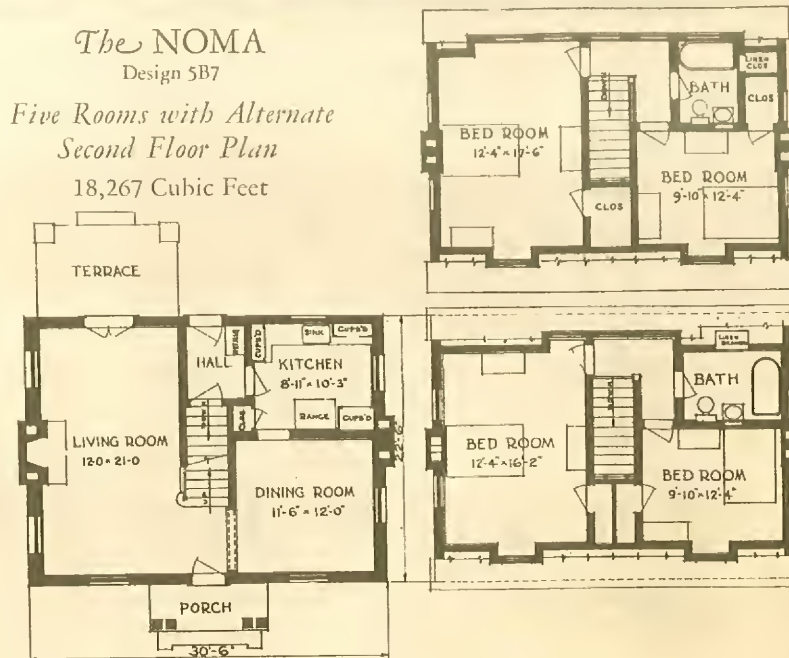 The NOMA
Design 5B7
Five Rooms with Alternate
Second Floor Plan
18,267 Cubic Feet
TERRACE
HALL
CUPB'D
SINK
CUPB'D
KITCHEN
8'-11" × 10'-3"
CLOS
RANGE
CUPB'D
LIVING ROOM
12-0 × 21-0
DINING ROOM
11'-6" × 12'-0"
PORCH
30'-6"
22'-6"
BED ROOM
12'-4" × 17'-6"
DOWN
BATH
LINEN CLOS
CLOS
BED ROOM
9'-10" × 12'-4"
CLOS
BED ROOM
12'-4" × 16'-2"
BATH
BED ROOM
9'-10" × 12'-4"